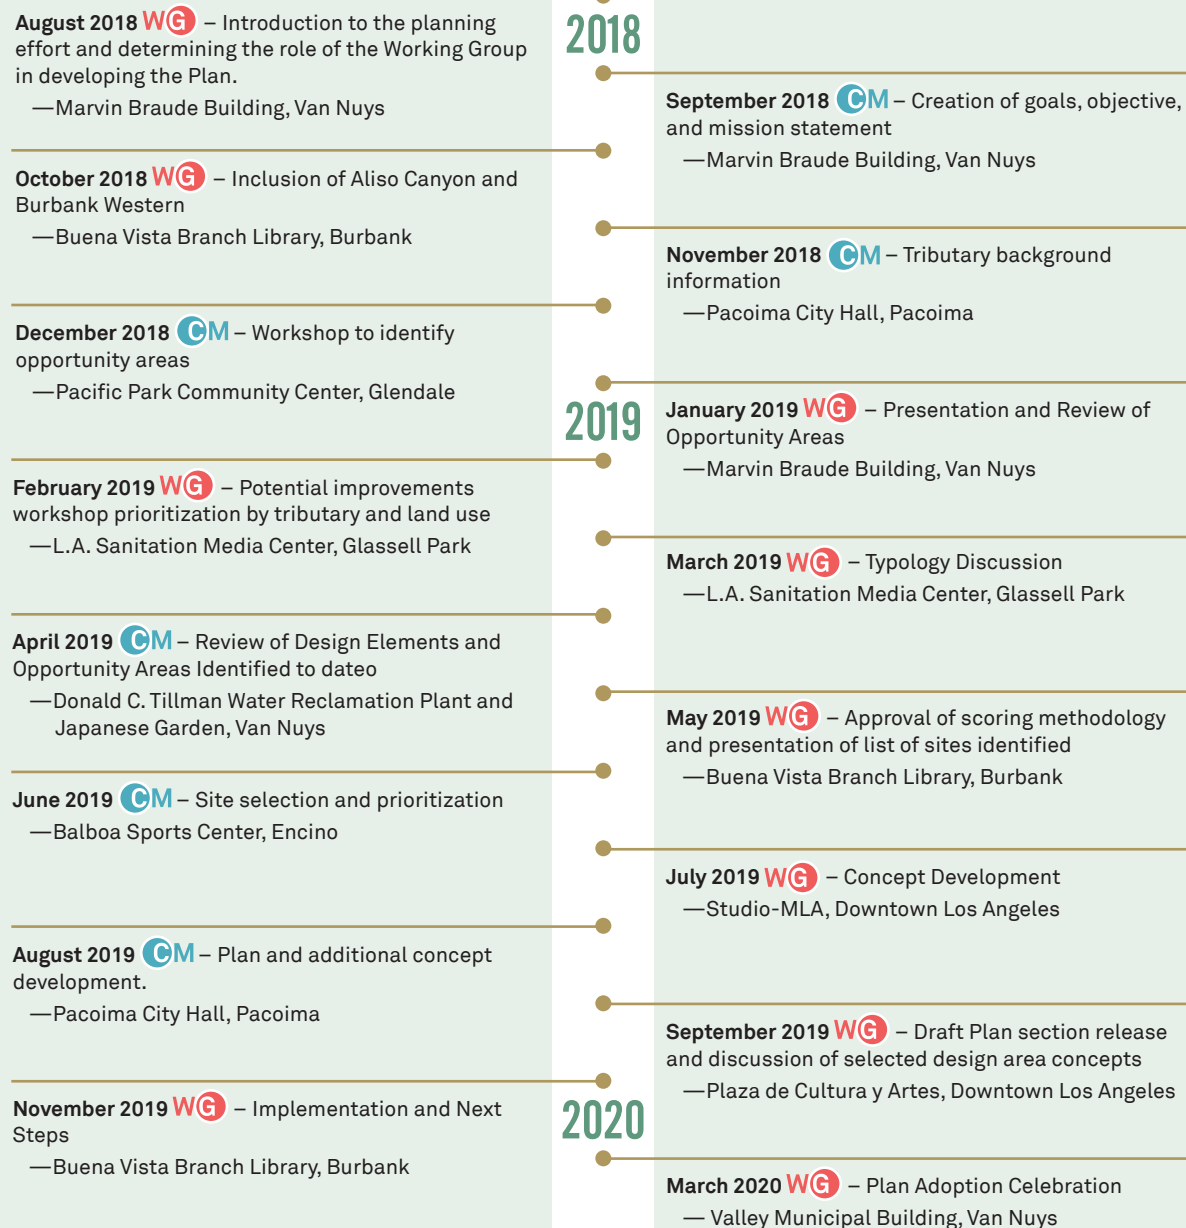 2018
August 2018 WG – Introduction to the planning
effort and determining the role of the Working Group
in developing the Plan.
—Marvin Braude Building, Van Nuys
September 2018 CM – Creation of goals, objective,
and mission statement
—Marvin Braude Building, Van Nuys
October 2018 WG – Inclusion of Aliso Canyon and
Burbank Western
—Buena Vista Branch Library, Burbank
November 2018 CM – Tributary background
information
—Pacoima City Hall, Pacoima
December 2018 CM – Workshop to identify
opportunity areas
—Pacific Park Community Center, Glendale
2019
January 2019 WG – Presentation and Review of
Opportunity Areas
—Marvin Braude Building, Van Nuys
February 2019 WG – Potential improvements
workshop prioritization by tributary and land use
—L.A. Sanitation Media Center, Glassell Park
March 2019 WG – Typology Discussion
—L.A. Sanitation Media Center, Glassell Park
April 2019 CM – Review of Design Elements and
Opportunity Areas Identified to dateo
—Donald C. Tillman Water Reclamation Plant and
Japanese Garden, Van Nuys
May 2019 WG – Approval of scoring methodology
and presentation of list of sites identified
—Buena Vista Branch Library, Burbank
June 2019 CM – Site selection and prioritization
—Balboa Sports Center, Encino
July 2019 WG – Concept Development
—Studio-MLA, Downtown Los Angeles
August 2019 CM – Plan and additional concept
development.
—Pacoima City Hall, Pacoima
September 2019 WG – Draft Plan section release
and discussion of selected design area concepts
—Plaza de Cultura y Artes, Downtown Los Angeles
November 2019 WG – Implementation and Next
Steps
—Buena Vista Branch Library, Burbank
2020
March 2020 WG – Plan Adoption Celebration
— Valley Municipal Building, Van Nuys